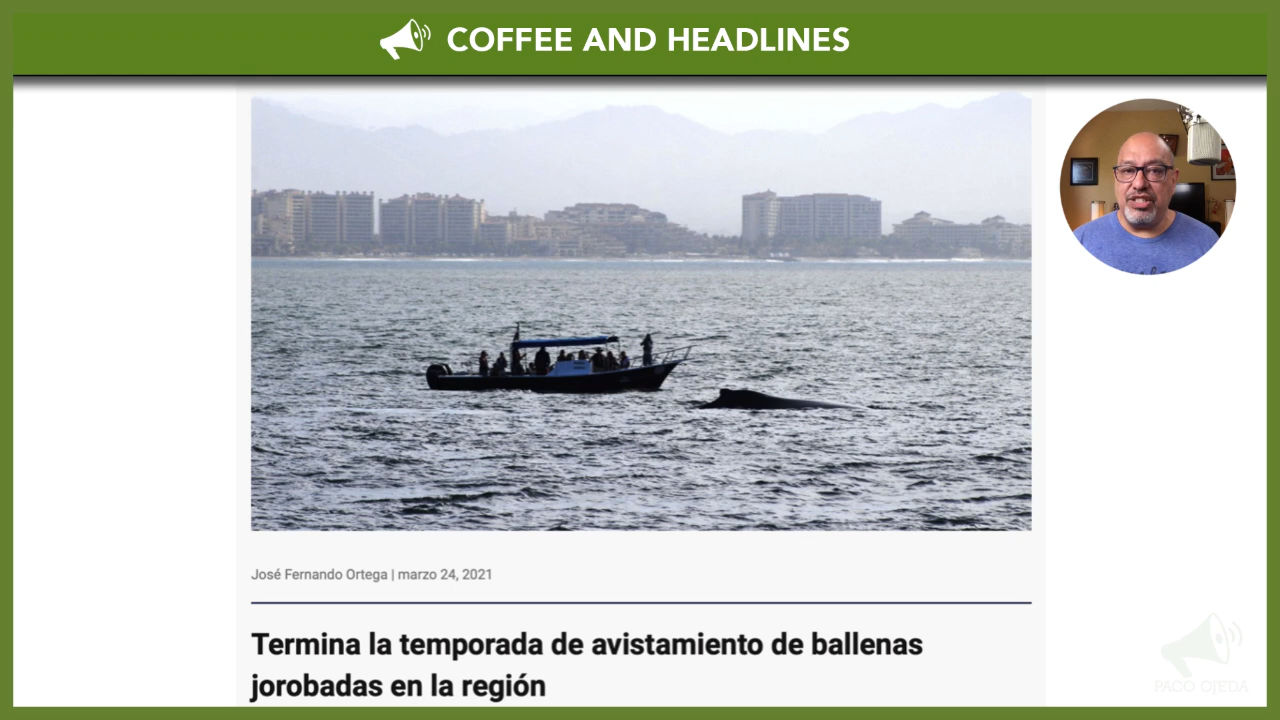 COFFEE AND HEADLINES
José Fernando Ortega | marzo 24, 2021
Termina la temporada de avistamiento de ballenas
jorobadas en la región
PACO OJEDA